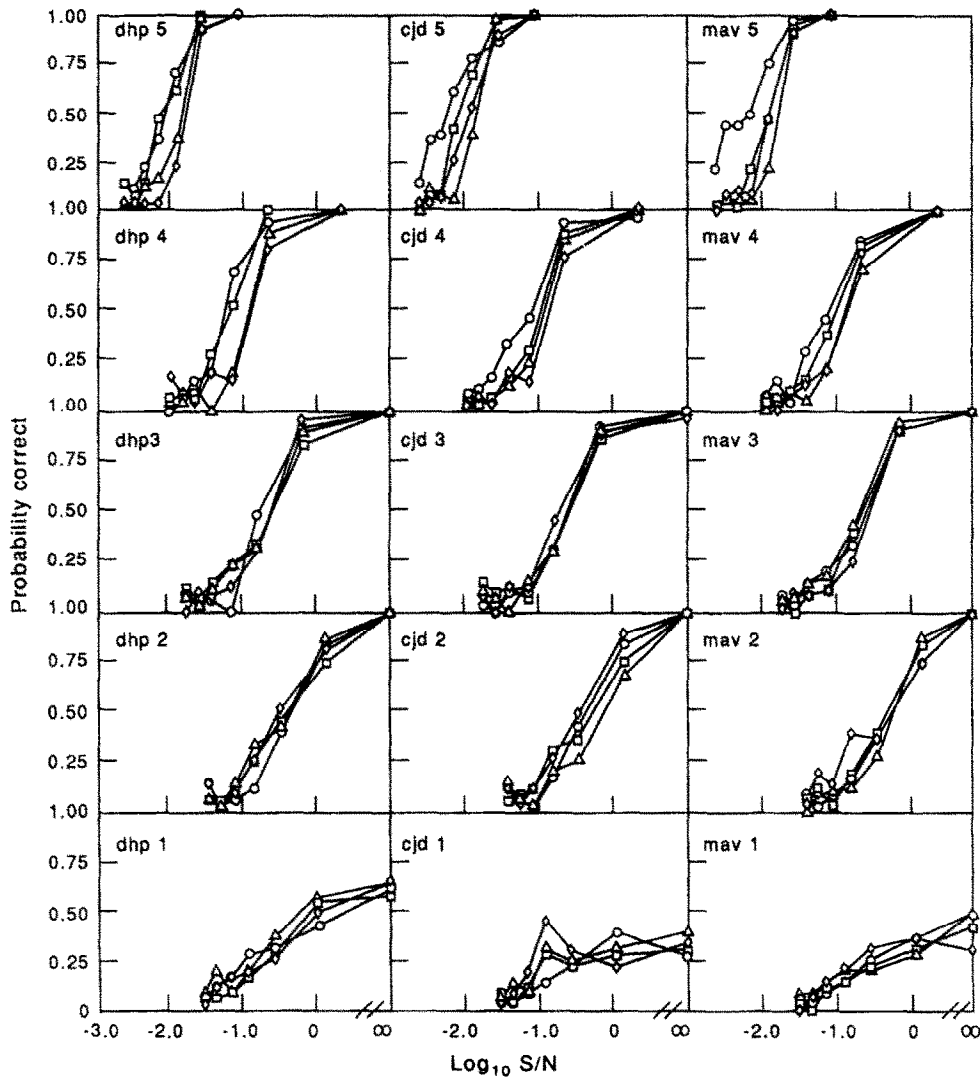 1.00 dhp 5 cjd 5 mav 5
0.75
0.50
0.25
1.00 dhp 4 cjd 4 mav 4
0.75
0.50
0.25
1.00 dhp3 cjd 3 mav 3
0.75
0.50
0.25
1.00 dhp 2 cjd 2 mav 2
0.75
0.50
0.25
1.00 dhp 1 cjd 1 mav 1
0.75
0.50
0.25
0
Probability correct
-3.0 -2.0 -1.0 0 ∞ -2.0 -1.0 0 ∞ -2.0 -1.0 0 ∞
Log10 S/N